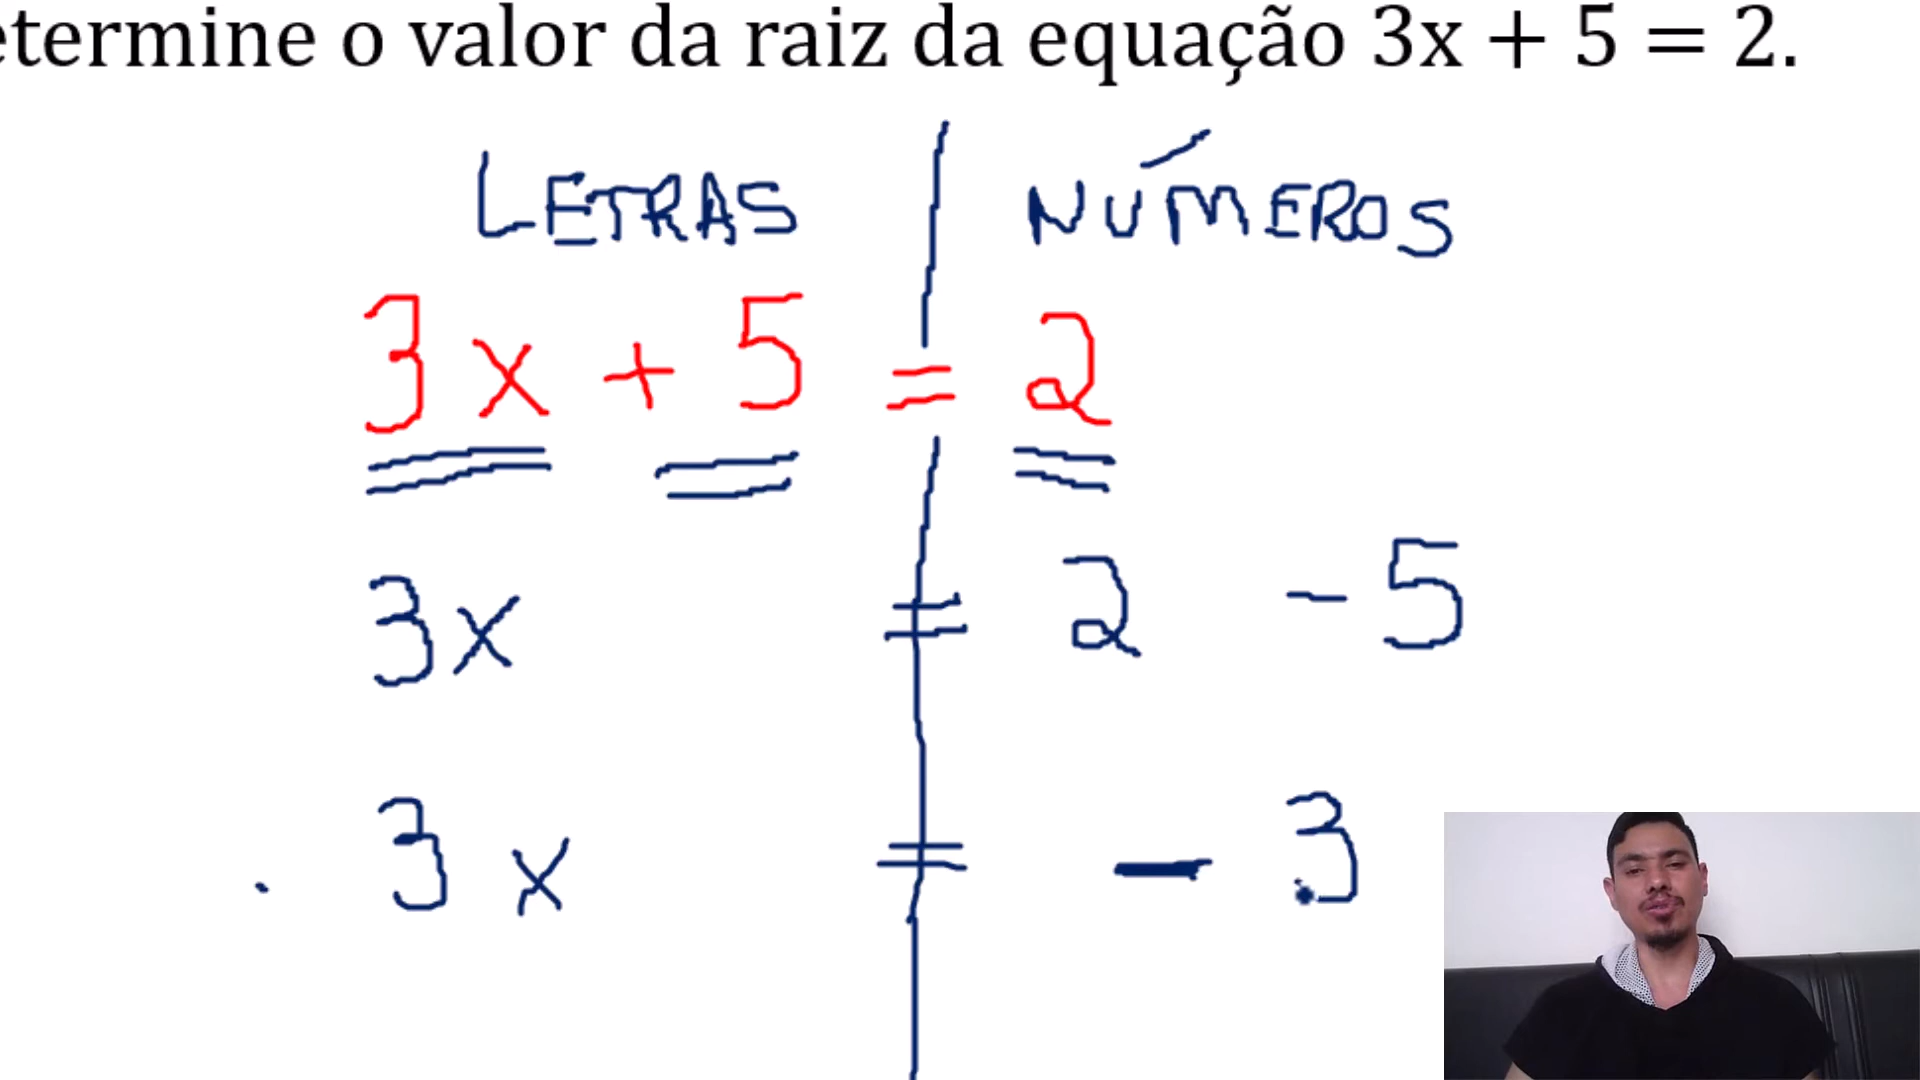 etermine o valor da raiz da equação 3x + 5 = 2.
LETRAS NÚMEROS
3x + 5 = 2
3x = 2 - 5
3x = - 3